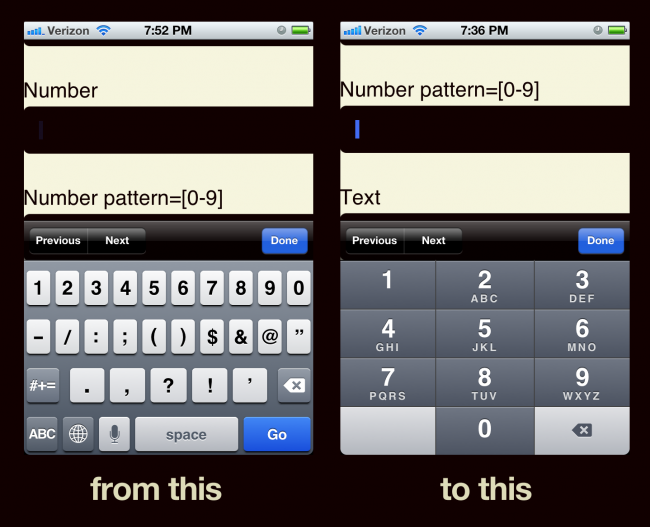 Verizon 7:52 PM
Number
Number pattern=[0-9]
Previous Next Done
1 2 3 4 5 6 7 8 9 0
- / : ; ( ) $ & @ ”
#+= . , ? ! ’
ABC space Go
from this
Verizon 7:36 PM
Number pattern=[0-9]
Text
Previous Next Done
1 2 3
ABC DEF
4 5 6
GHI JKL MNO
7 8 9
PQRS TUV WXYZ
0
to this